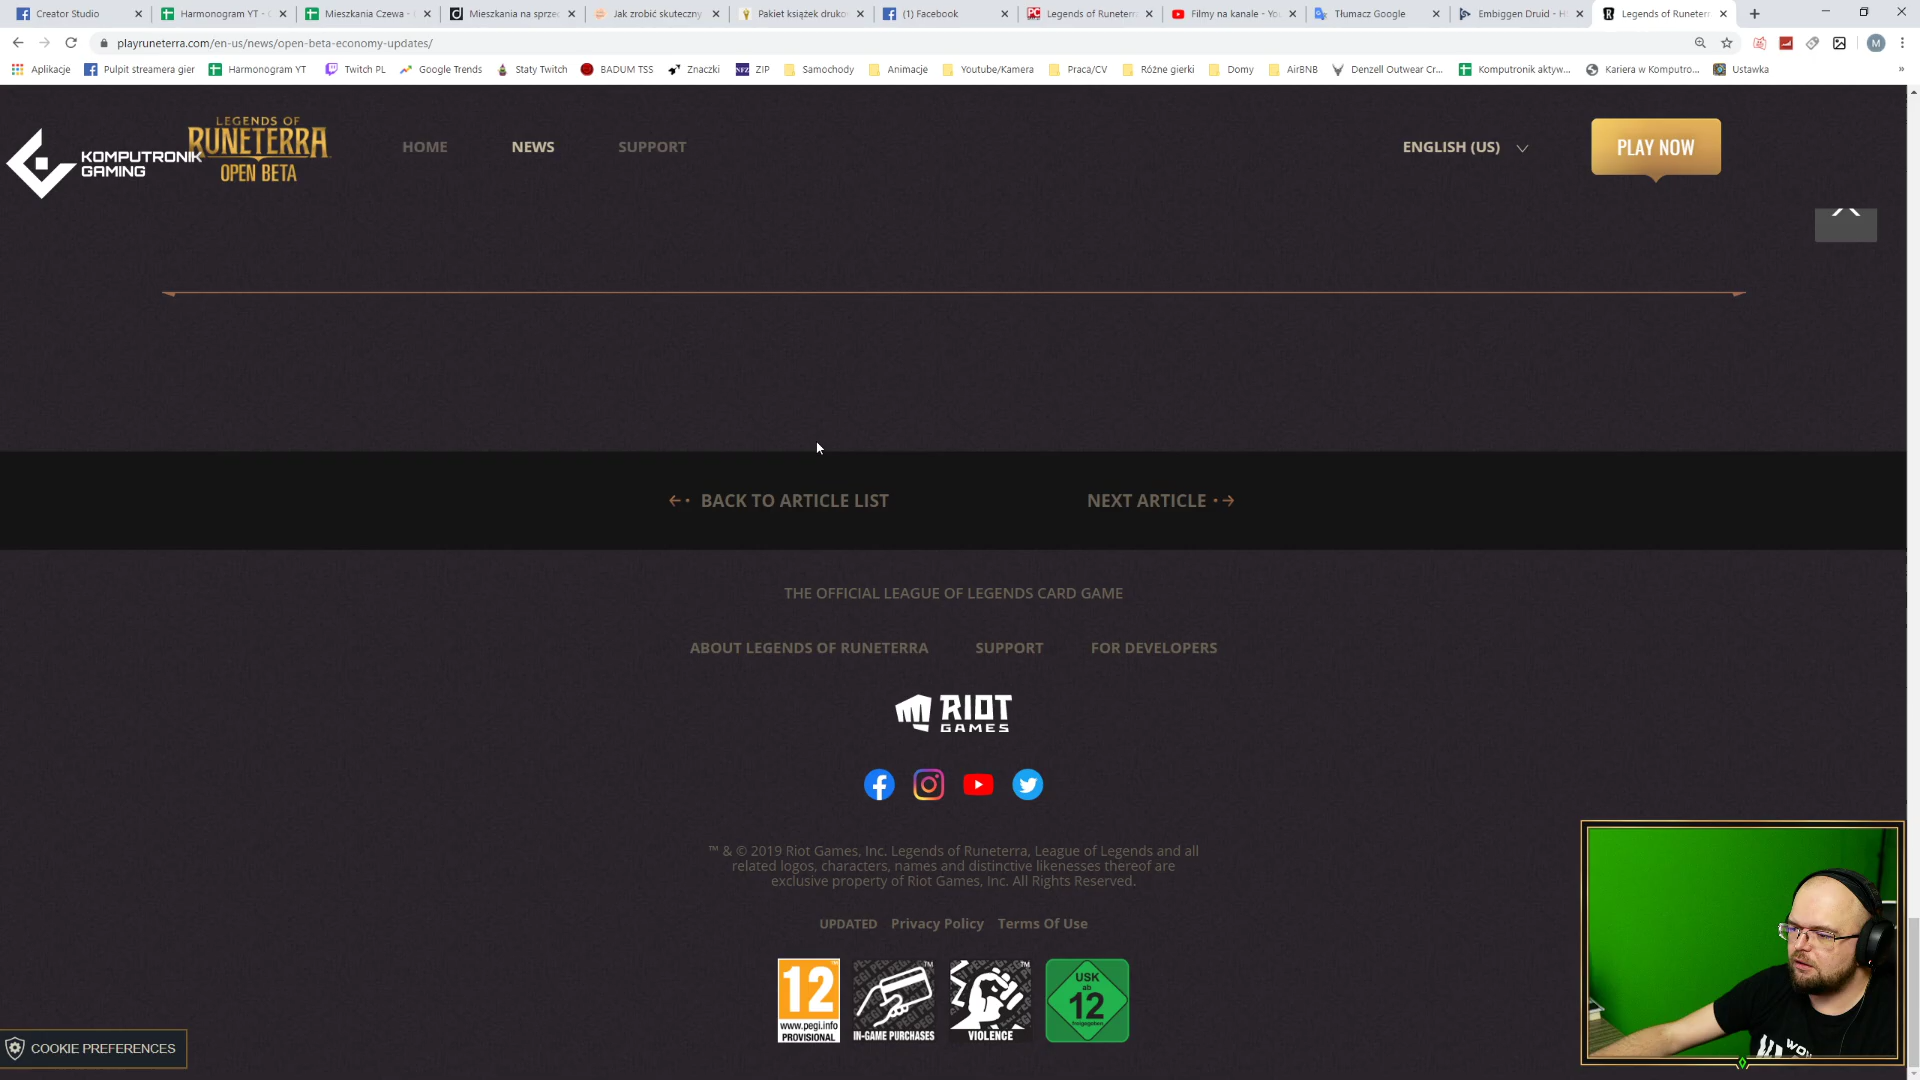 Creator Studio
Harmonogram YT - 
Mieszkania Czewa - 
Mieszkania na sprze
Jak zrobić skuteczny
Pakiet książek druko
(1) Facebook
Legends of Runeterr
Filmy na kanale - Yo
Tłumacz Google
Embiggen Druid - H
Legends of Runeterr
playruneterra.com/en-us/news/open-beta-economy-updates/
M
Aplikacje
Pulpit streamera gier
Harmonogram YT
Twitch PL
Google Trends
Staty Twitch
BADUM TSS
Znaczki
NFZ ZIP
Samochody
Animacje
Youtube/Kamera
Praca/CV
Różne gierki
Domy
AirBNB
Denzell Outwear Cr...
Komputronik aktyw...
Kariera w Komputro...
Ustawka
»
KOMPUTRONIK
GAMING
LEGENDS OF
RUNETERRA
OPEN BETA
HOME
NEWS
SUPPORT
ENGLISH (US)
PLAY NOW
BACK TO ARTICLE LIST
NEXT ARTICLE
THE OFFICIAL LEAGUE OF LEGENDS CARD GAME
ABOUT LEGENDS OF RUNETERRA
SUPPORT
FOR DEVELOPERS
RIOT
GAMES
™ & © 2019 Riot Games, Inc. Legends of Runeterra, League of Legends and all
related logos, characters, names and distinctive likenesses thereof are
exclusive property of Riot Games, Inc. All Rights Reserved.
UPDATED Privacy Policy Terms Of Use
12
www.pegi.info
PROVISIONAL
IN-GAME PURCHASES
VIOLENCE
USK
ab
12
freigegeben
COOKIE PREFERENCES
WOW